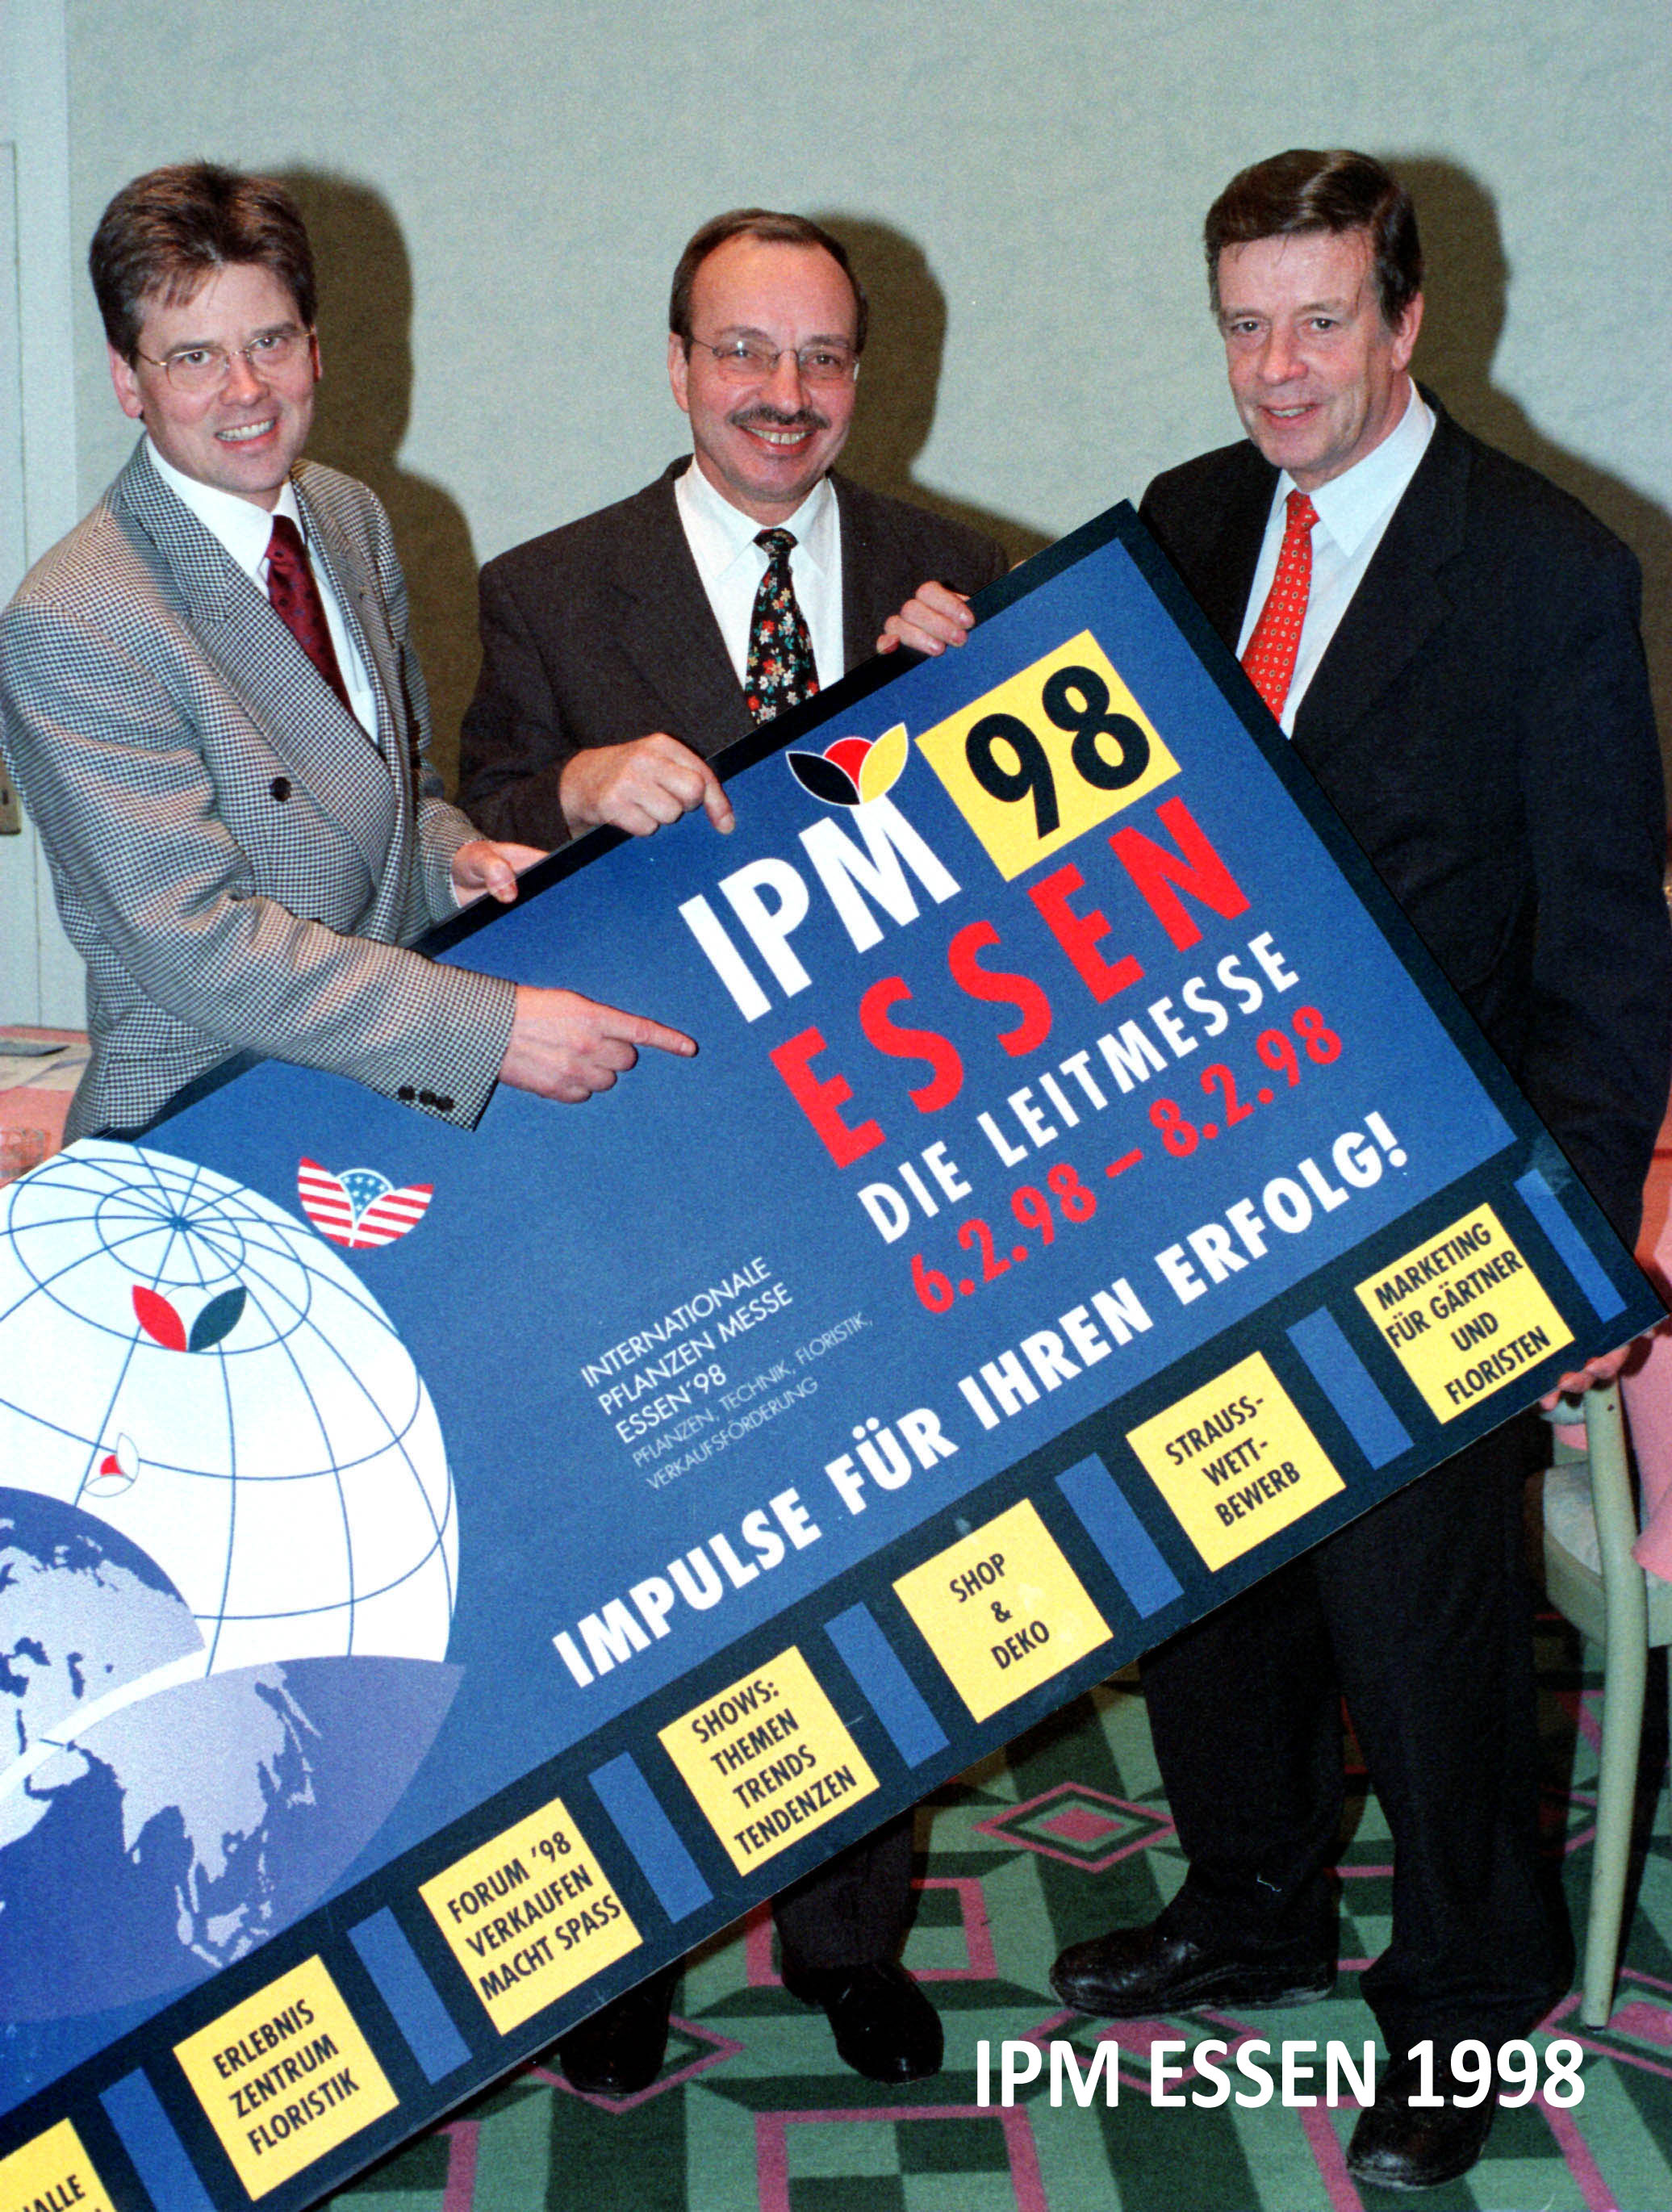 IPM 98
ESSEN
DIE LEITMESSE
6.2.98 – 8.2.98
INTERNATIONALE
PFLANZEN MESSE
ESSEN'98
PFLANZEN, TECHNIK, FLORISTIK,
VERKAUFSFÖRDERUNG
IMPULSE FÜR IHREN ERFOLG!
ERLEBNIS
ZENTRUM
FLORISTIK
FORUM '98
VERKAUFEN
MACHT SPASS
SHOWS:
THEMEN
TRENDS
TENDENZEN
SHOP
&
DEKO
STRAUSS-
WETT-
BEWERB
MARKETING
FÜR GÄRTNER
UND
FLORISTEN
IPM ESSEN 1998